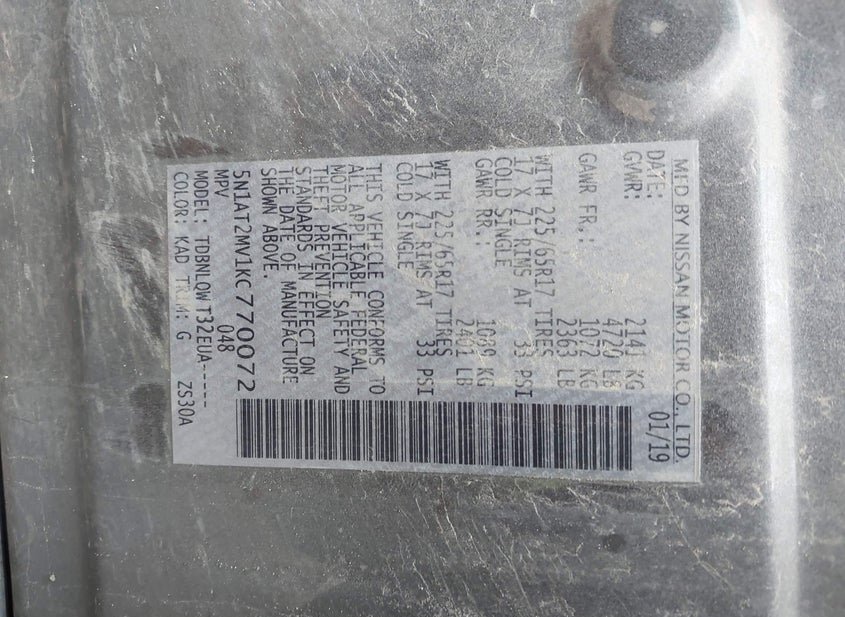 MFD BY NISSAN MOTOR CO., LTD.
DATE: 01/19
GVWR: 2141 KG
4720 LB
GAWR FR.: 1072 KG
2363 LB
WITH 225/65R17 TIRES
17 X 7J RIMS AT 33 PSI
COLD SINGLE
GAWR RR.: 1089 KG
2401 LB
WITH 225/65R17 TIRES
17 X 7J RIMS AT 33 PSI
COLD SINGLE
THIS VEHICLE CONFORMS TO
ALL APPLICABLE FEDERAL
MOTOR VEHICLE SAFETY AND
THEFT PREVENTION
STANDARDS IN EFFECT ON
THE DATE OF MANUFACTURE
SHOWN ABOVE.
5N1AT2MV1KC770072
MPV 048
MODEL: TDBNLQWT32EUA-----
COLOR: KAD TRIM: G ZS30A